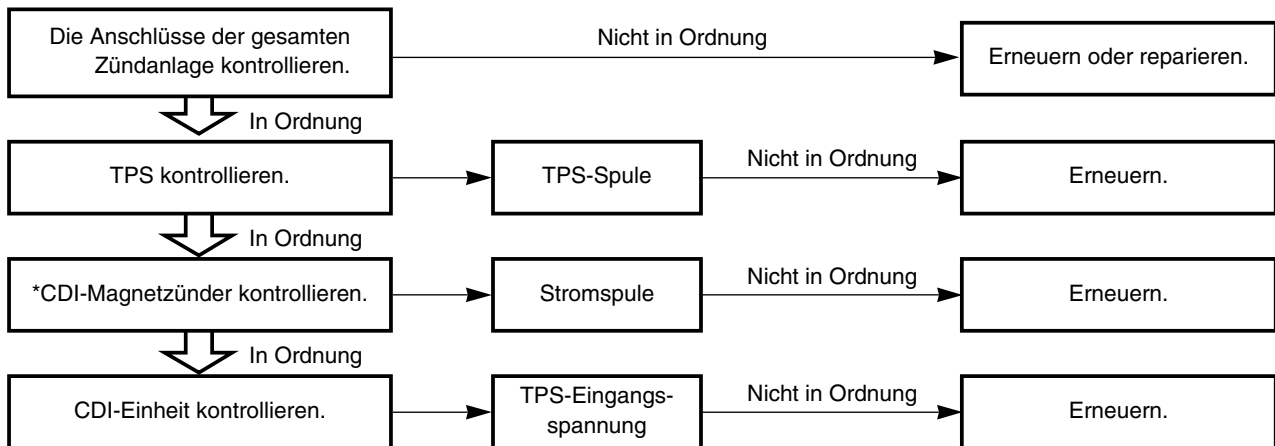 Die Anschlüsse der gesamten
Zündanlage kontrollieren.
Nicht in Ordnung
Erneuern oder reparieren.
In Ordnung
TPS kontrollieren.
TPS-Spule
Nicht in Ordnung
Erneuern.
In Ordnung
*CDI-Magnetzünder kontrollieren.
Stromspule
Nicht in Ordnung
Erneuern.
In Ordnung
CDI-Einheit kontrollieren.
TPS-Eingangs-
spannung
Nicht in Ordnung
Erneuern.